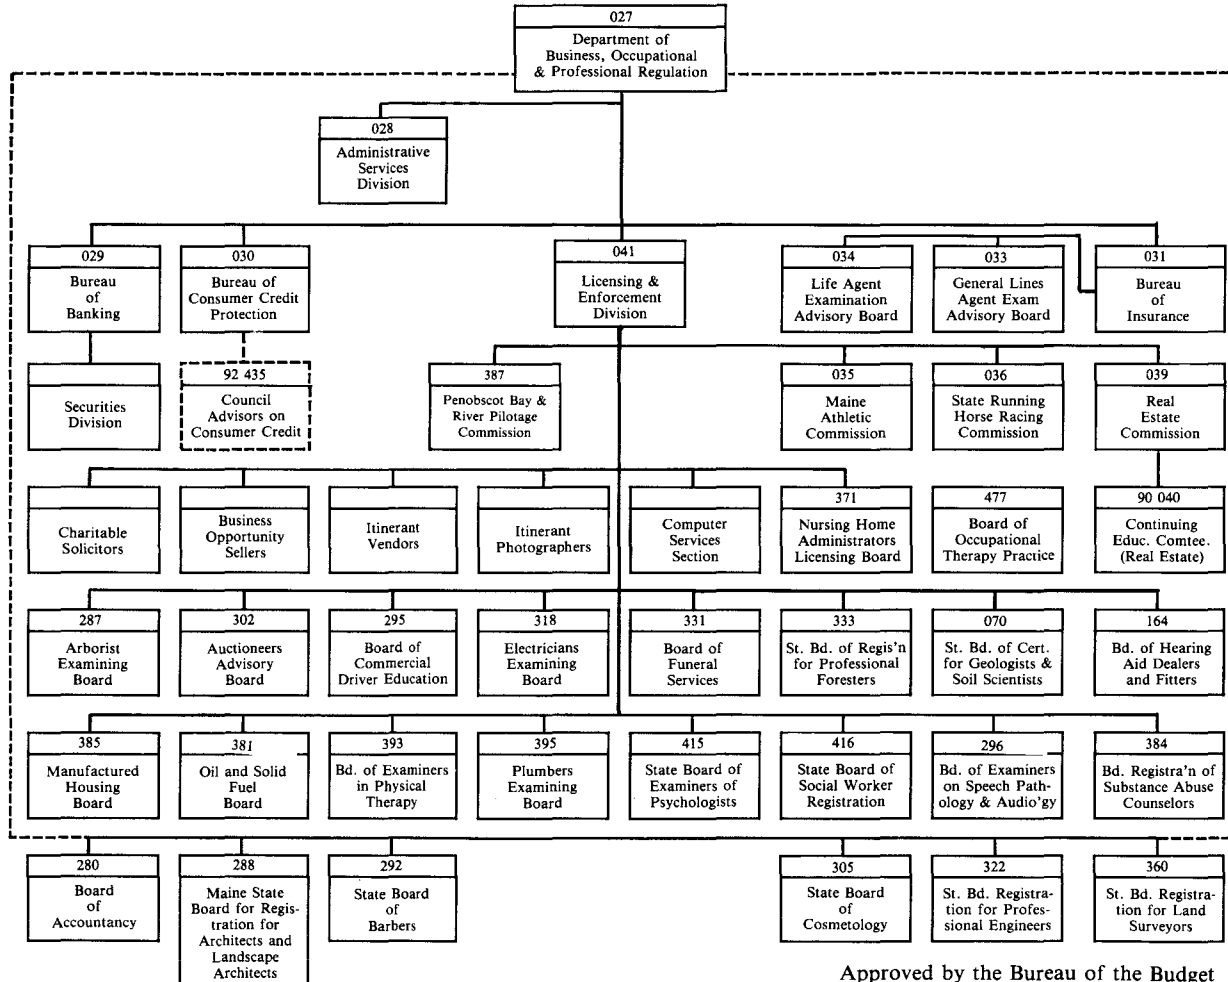 027
Department of
Business, Occupational
& Professional Regulation
028
Administrative
Services
Division
029
Bureau
of
Banking
030
Bureau of
Consumer Credit
Protection
041
Licensing &
Enforcement
Division
034
Life Agent
Examination
Advisory Board
033
General Lines
Agent Exam
Advisory Board
031
Bureau
of
Insurance
Securities
Division
92 435
Council
Advisors on
Consumer Credit
387
Penobscot Bay &
River Pilotage
Commission
035
Maine
Athletic
Commission
036
State Running
Horse Racing
Commission
039
Real
Estate
Commission
Charitable
Solicitors
Business
Opportunity
Sellers
Itinerant
Vendors
Itinerant
Photographers
Computer
Services
Section
371
Nursing Home
Administrators
Licensing Board
477
Board of
Occupational
Therapy Practice
90 040
Continuing
Educ. Comtee.
(Real Estate)
287
Arborist
Examining
Board
302
Auctioneers
Advisory
Board
295
Board of
Commercial
Driver Education
318
Electricians
Examining
Board
331
Board of
Funeral
Services
333
St. Bd. of Regis'n
for Professional
Foresters
070
St. Bd. of Cert.
for Geologists &
Soil Scientists
164
Bd. of Hearing
Aid Dealers
and Fitters
385
Manufactured
Housing
Board
381
Oil and Solid
Fuel
Board
393
Bd. of Examiners
in Physical
Therapy
395
Plumbers
Examining
Board
415
State Board of
Examiners of
Psychologists
416
State Board of
Social Worker
Registration
296
Bd. of Examiners
on Speech Path-
ology & Audio'gy
384
Bd. Registra'n of
Substance Abuse
Counselors
280
Board
of
Accountancy
288
Maine State
Board for Regis-
tration for
Architects and
Landscape
Architects
292
State Board
of
Barbers
305
State Board
of
Cosmetology
322
St. Bd. Registra-
tion for Profes-
sional Engineers
360
St. Bd. Registra-
tion for Land
Surveyors
Approved by the Bureau of the Budget